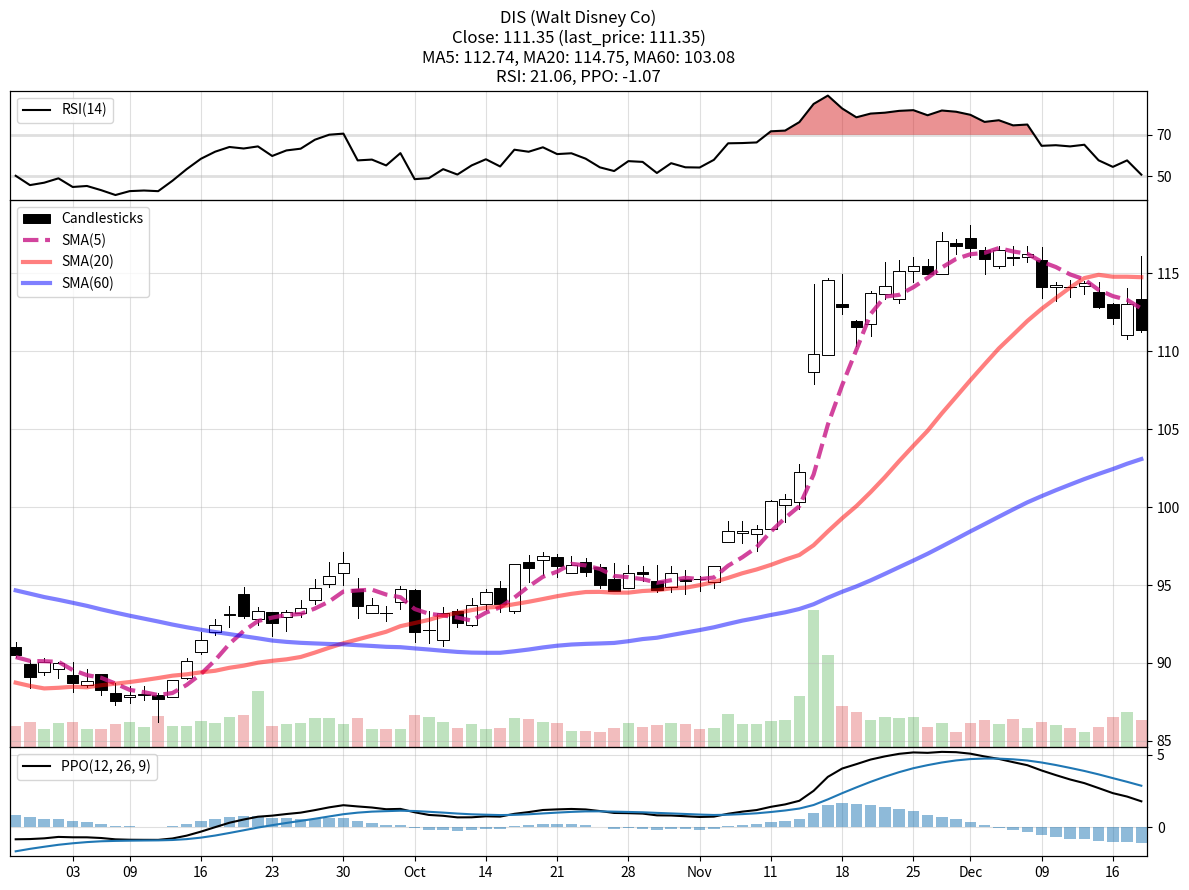 DIS (Walt Disney Co)
Close: 111.35 (last_price: 111.35)
MA5: 112.74, MA20: 114.75, MA60: 103.08
RSI: 21.06, PPO: -1.07
RSI(14)
70
50
Candlesticks
SMA(5)
SMA(20)
SMA(60)
115
110
105
100
95
90
85
PPO(12, 26, 9)
5
0
03 09 16 23 30 Oct 14 21 28 Nov 11 18 25 Dec 09 16